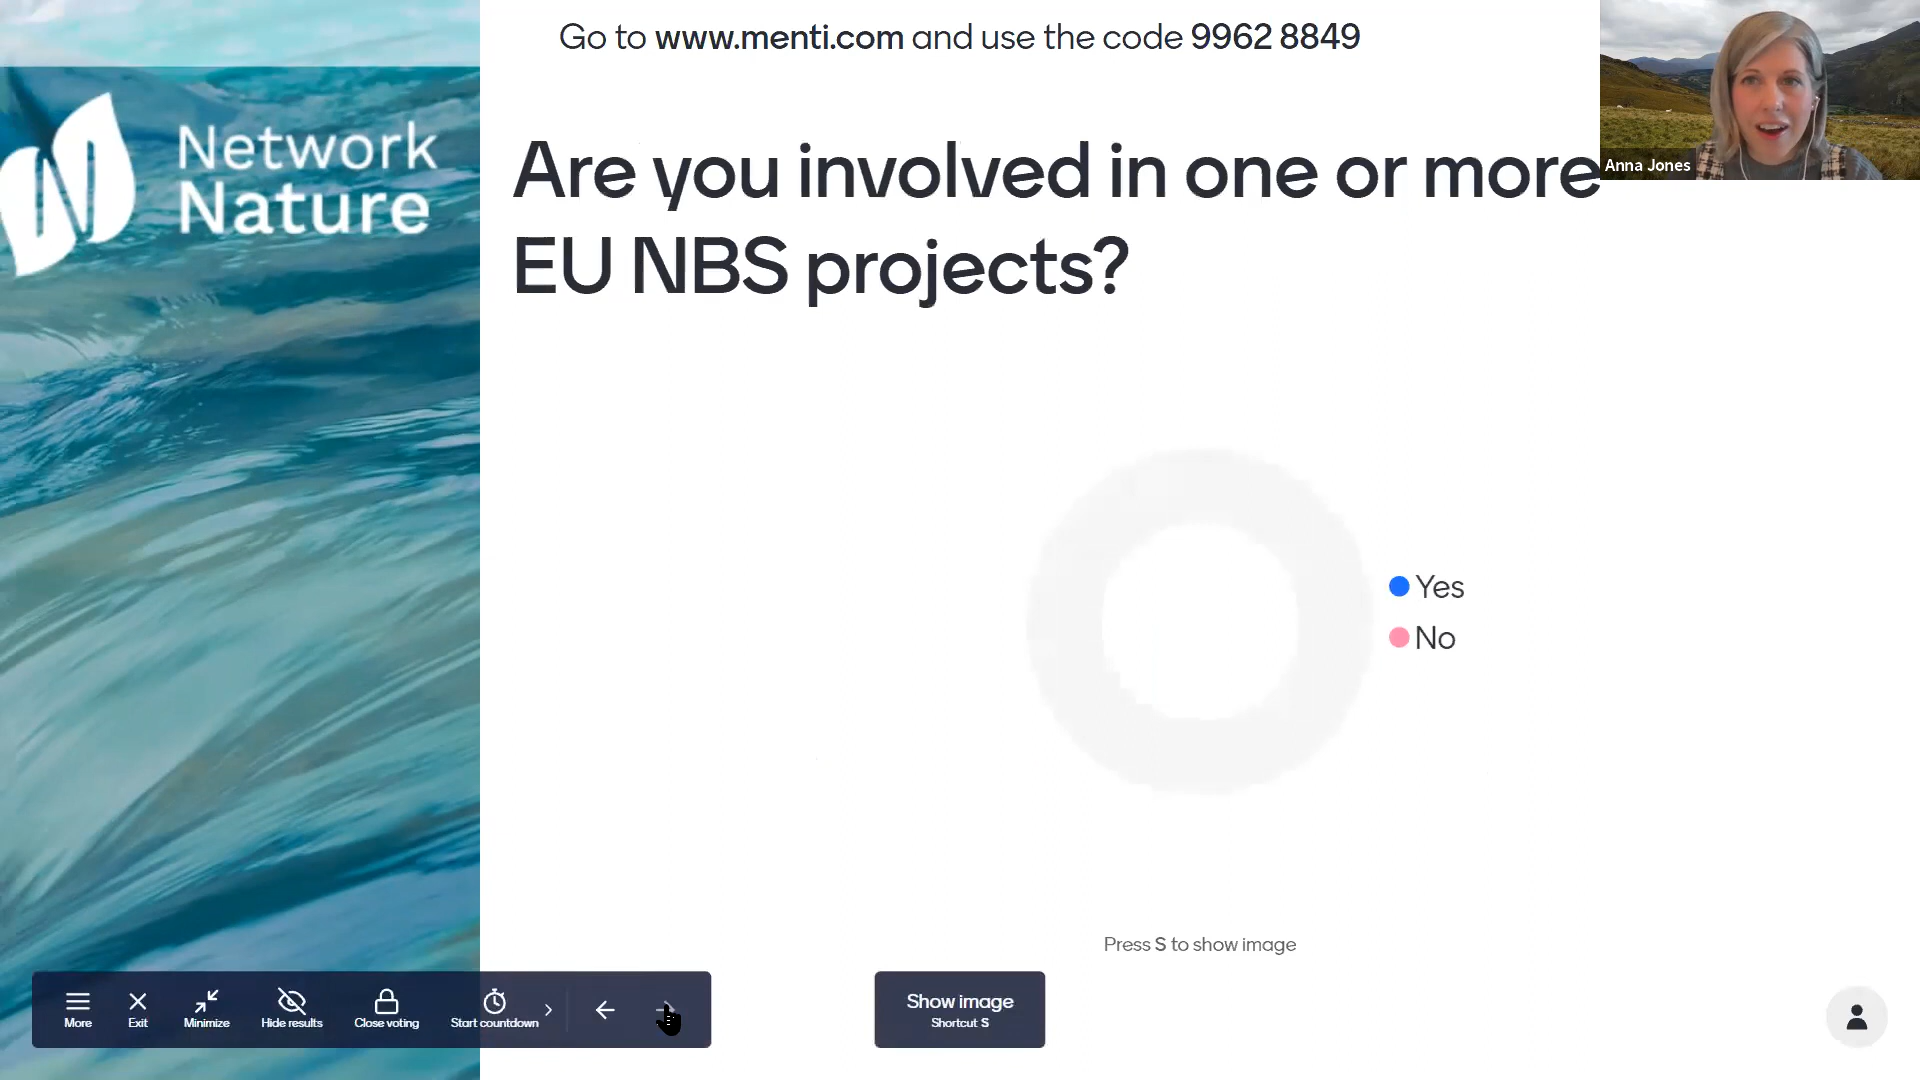 Go to www.menti.com and use the code 9962 8849
Network
Nature
Are you involved in one or more
EU NBS projects?
Anna Jones
Yes
No
Press S to show image
More
Exit
Minimize
Hide results
Close voting
Start countdown
Show image
Shortcut S